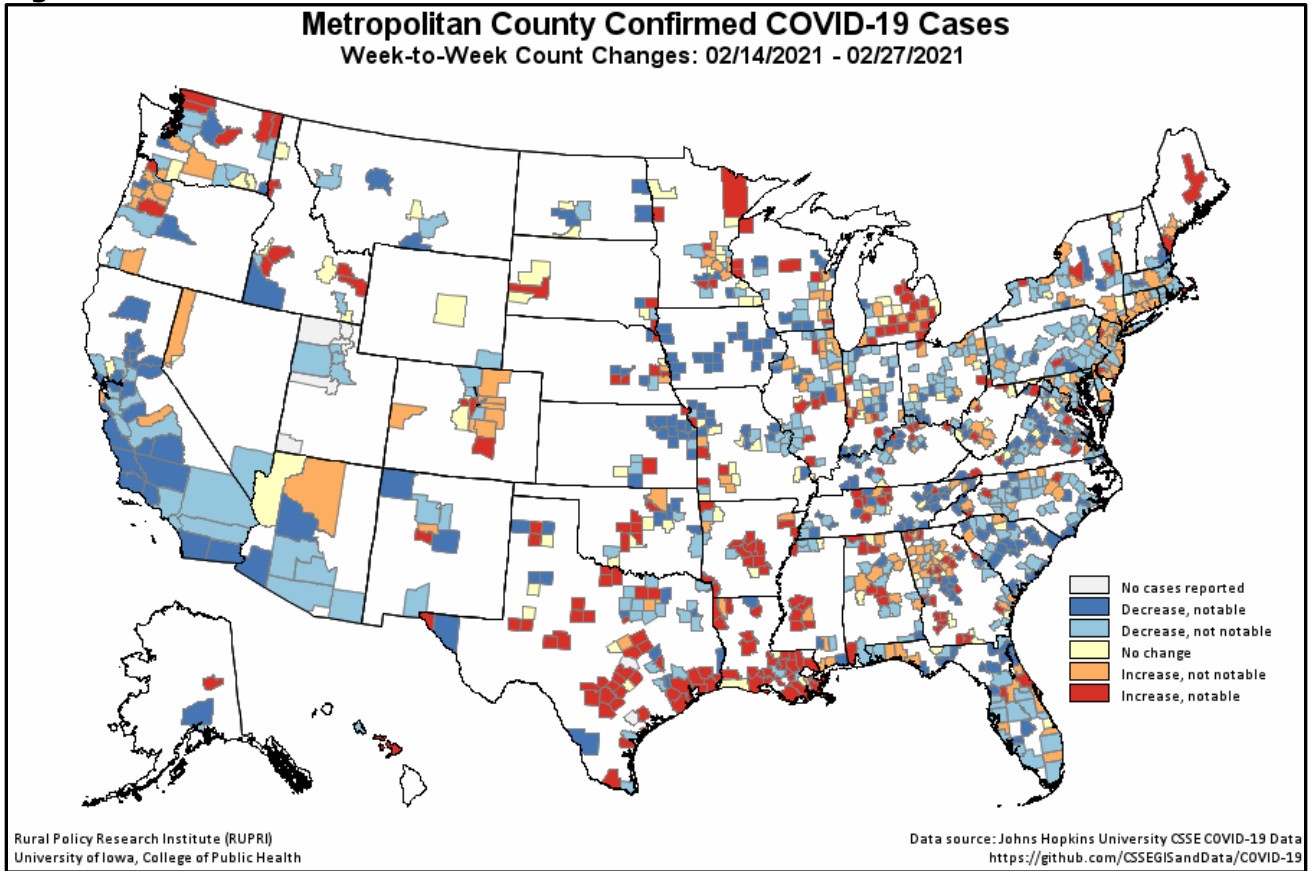 Metropolitan County Confirmed COVID-19 Cases
Week-to-Week Count Changes: 02/14/2021 - 02/27/2021
No cases reported
Decrease, notable
Decrease, not notable
No change
Increase, not notable
Increase, notable
Rural Policy Research Institute (RUPRI)
University of Iowa, College of Public Health
Data source: Johns Hopkins University CSSE COVID-19 Data
https://github.com/CSSEGISandData/COVID-19